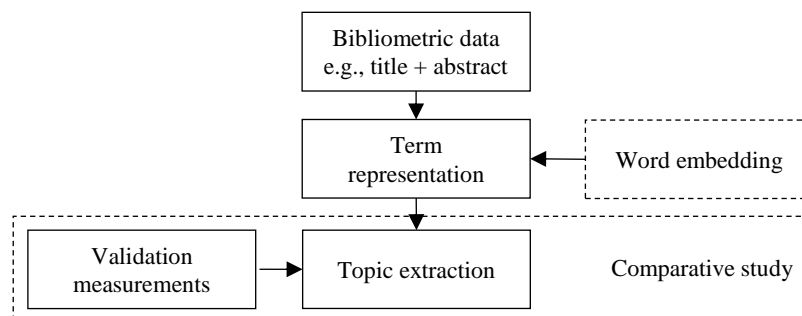 Bibliometric data
e.g., title + abstract
Term
representation
Word embedding
Validation
measurements
Topic extraction
Comparative study